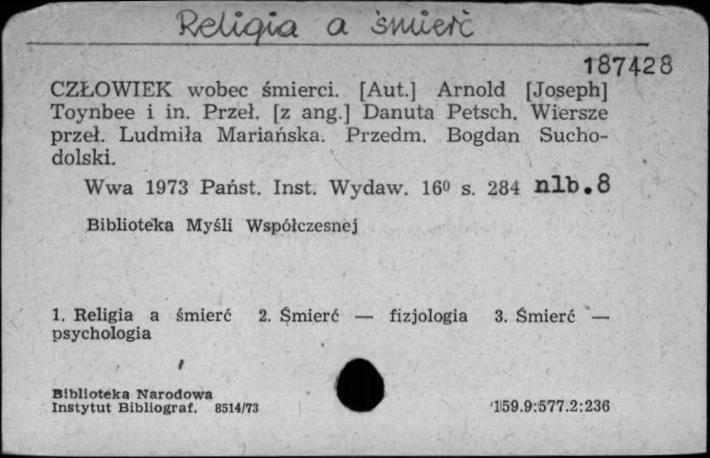 Religia a śmierć
187428
CZŁOWIEK wobec śmierci. [Aut.] Arnold [Joseph]
Toynbee i in. Przeł. [z ang.] Danuta Petsch. Wiersze
przeł. Ludmiła Mariańska. Przedm. Bogdan Sucho-
dolski.
Wwa 1973 Państ. Inst. Wydaw. 16⁰ s. 284 nlb.8
Biblioteka Myśli Współczesnej
1. Religia a śmierć 2. Śmierć — fizjologia 3. Śmierć —
psychologia
Biblioteka Narodowa
Instytut Bibliograf. 8514/73
159.9:577.2:236